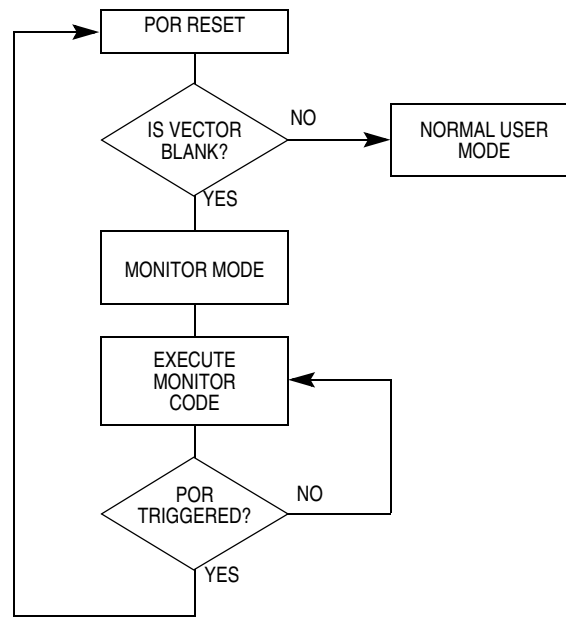 POR RESET
IS VECTOR
BLANK?
NO
NORMAL USER
MODE
YES
MONITOR MODE
EXECUTE
MONITOR
CODE
POR
TRIGGERED?
NO
YES